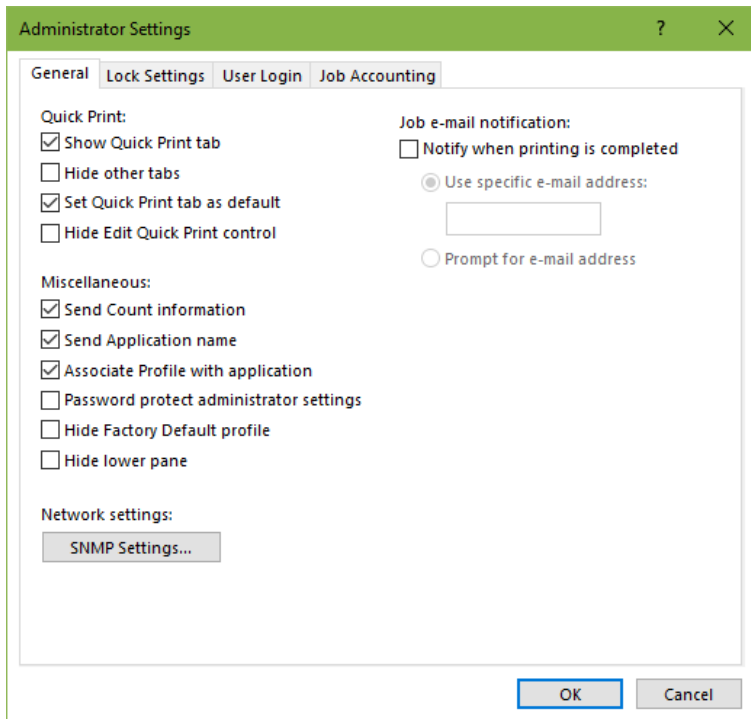 Administrator Settings
?
General Lock Settings User Login Job Accounting
Quick Print:
Show Quick Print tab
Hide other tabs
Set Quick Print tab as default
Hide Edit Quick Print control
Miscellaneous:
Send Count information
Send Application name
Associate Profile with application
Password protect administrator settings
Hide Factory Default profile
Hide lower pane
Network settings:
SNMP Settings...
Job e-mail notification:
Notify when printing is completed
Use specific e-mail address:
Prompt for e-mail address
OK Cancel